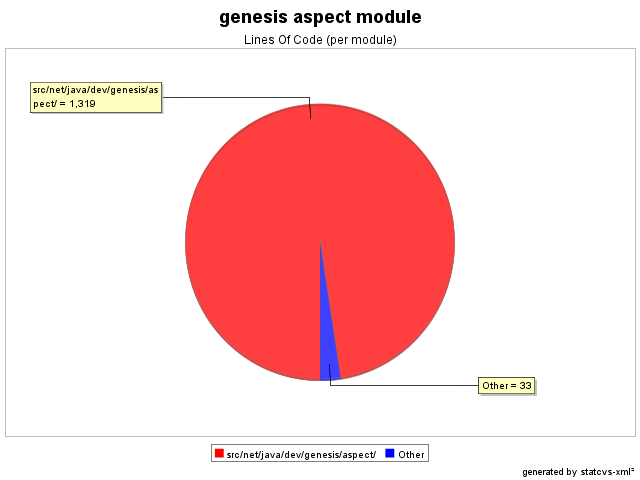 genesis aspect module
Lines Of Code (per module)
src/net/java/dev/genesis/as
pect/ = 1,319
Other = 33
src/net/java/dev/genesis/aspect/
Other
generated by statcvs-xml²